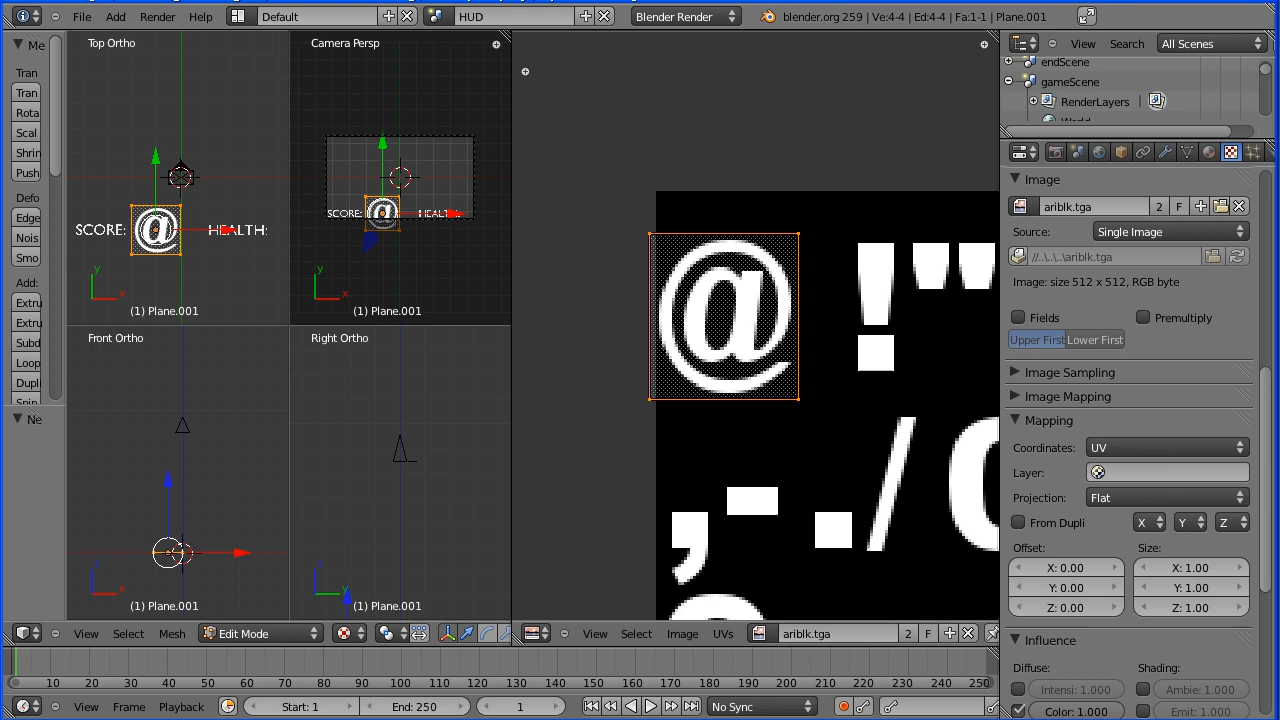 File Add Render Help Default HUD Blender Render blender.org 259 | Ve:4-4 | Ed:4-4 | Fa:1-1 | Plane.001
Me
Tran
Tran
Rota
Scal
Shrin
Push
Defo
Edge
Nois
Smo
Add:
Extru
Extru
Subd
Loop
Dupl
Spin
Ne
Top Ortho
SCORE: @ HEALTH:
y
x
(1) Plane.001
Camera Persp
SCORE: @ HEALTH:
y
x
(1) Plane.001
Front Ortho
z
x
(1) Plane.001
Right Ortho
z
y
(1) Plane.001
@ ! "
, - . /
View Select Mesh Edit Mode
View Select Image UVs ariblk.tga 2 F
10 20 30 40 50 60 70 80 90 100 110 120 130 140 150 160 170 180 190 200 210 220 230 240 250
View Frame Playback Start: 1 End: 250 1 No Sync
View Search All Scenes
endScene
gameScene
RenderLayers |
World
Image
ariblk.tga 2 F
Source: Single Image
//..\..\..\ariblk.tga
Image: size 512 x 512, RGB byte
Fields Premultiply
Upper First Lower First
Image Sampling
Image Mapping
Mapping
Coordinates: UV
Layer:
Projection: Flat
From Dupli X Y Z
Offset: Size:
X: 0.00 X: 1.00
Y: 0.00 Y: 1.00
Z: 0.00 Z: 1.00
Influence
Diffuse: Shading:
Intensi: 1.000 Ambie: 1.000
Color: 1.000 Emit: 1.000